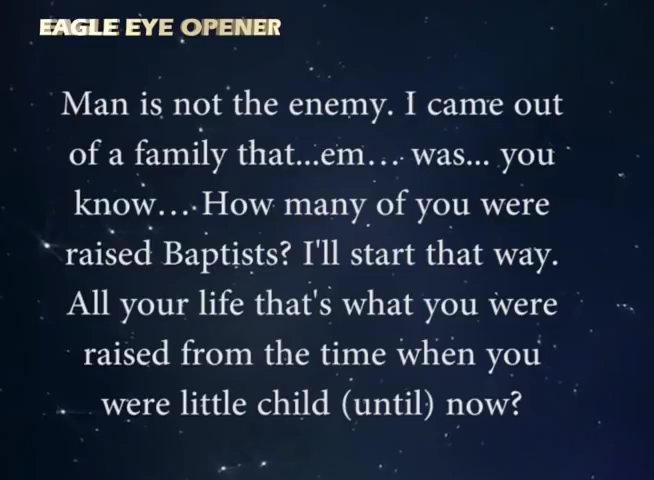 EAGLE EYE OPENER
Man is not the enemy. I came out
of a family that...em... was... you
know... How many of you were
raised Baptists? I'll start that way.
All your life that's what you were
raised from the time when you
were little child (until) now?